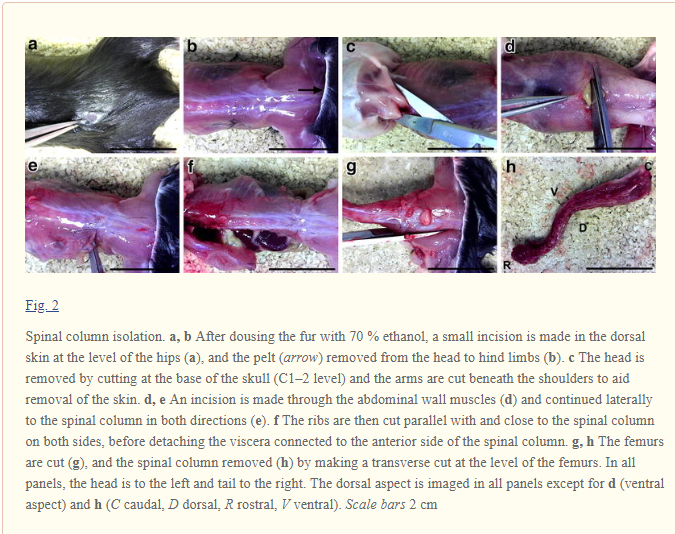 a b c d
e f g h C
V
D
R
Fig. 2
Spinal column isolation. a, b After dousing the fur with 70 % ethanol, a small incision is made in the dorsal
skin at the level of the hips (a), and the pelt (arrow) removed from the head to hind limbs (b). c The head is
removed by cutting at the base of the skull (C1–2 level) and the arms are cut beneath the shoulders to aid
removal of the skin. d, e An incision is made through the abdominal wall muscles (d) and continued laterally
to the spinal column in both directions (e). f The ribs are then cut parallel with and close to the spinal column
on both sides, before detaching the viscera connected to the anterior side of the spinal column. g, h The femurs
are cut (g), and the spinal column removed (h) by making a transverse cut at the level of the femurs. In all
panels, the head is to the left and tail to the right. The dorsal aspect is imaged in all panels except for d (ventral
aspect) and h (C caudal, D dorsal, R rostral, V ventral). Scale bars 2 cm